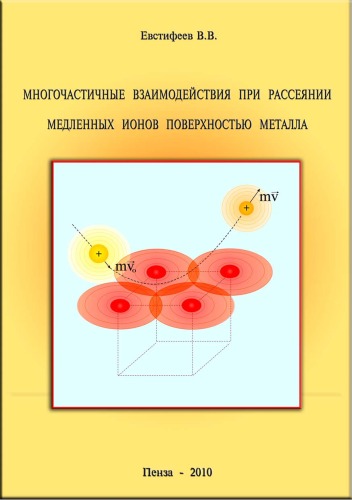 Евстифеев В.В.
МНОГОЧАСТИЧНЫЕ ВЗАИМОДЕЙСТВИЯ ПРИ РАССЕЯНИИ
МЕДЛЕННЫХ ИОНОВ ПОВЕРХНОСТЬЮ МЕТАЛЛА
mv⃗
+
+
mv⃗₀
Пенза - 2010